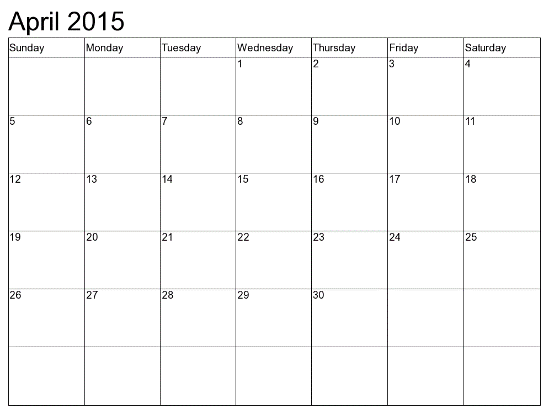 April 2015
Sunday Monday Tuesday Wednesday Thursday Friday Saturday
1 2 3 4
5 6 7 8 9 10 11
12 13 14 15 16 17 18
19 20 21 22 23 24 25
26 27 28 29 30